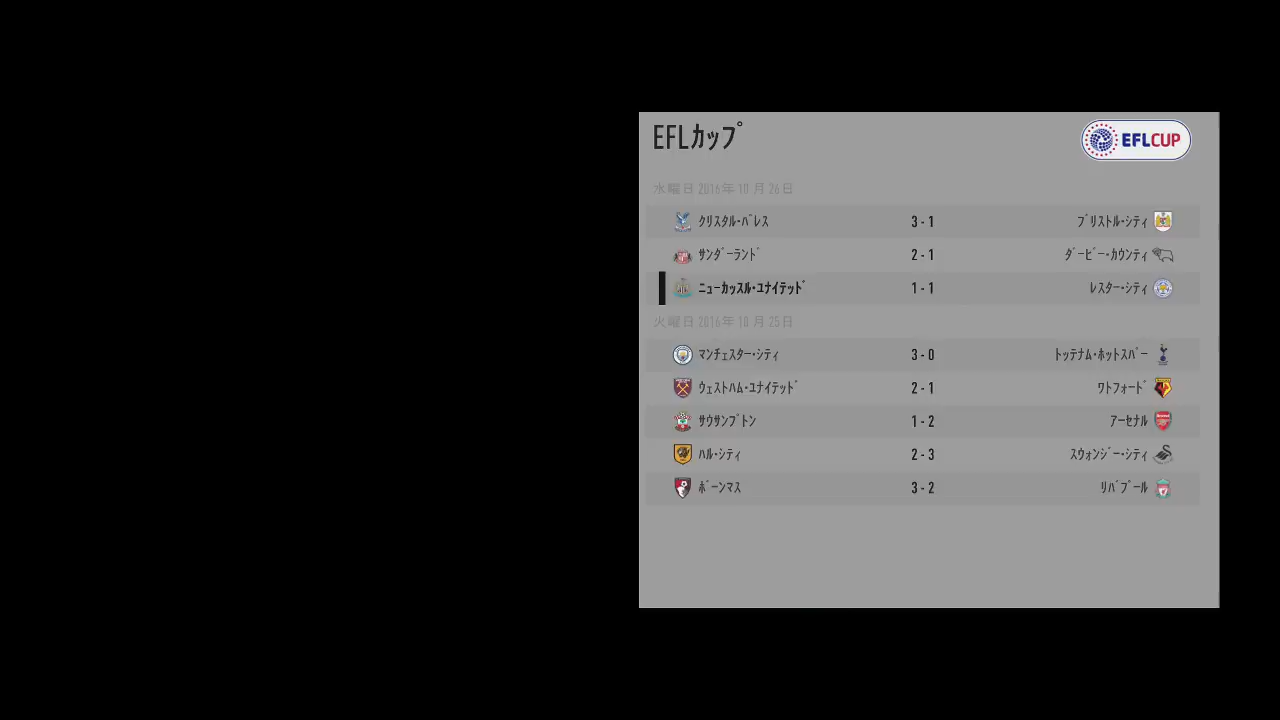 EFLｶｯﾌﾟ
EFLCUP
水曜日 2016年 10 月 26日
ｸﾘｽﾀﾙ･ﾊﾟﾚｽ 3 - 1 ﾌﾞﾘｽﾄﾙ･ｼﾃｨ
ｻﾝﾀﾞｰﾗﾝﾄﾞ 2 - 1 ﾀﾞｰﾋﾞｰ･ｶｳﾝﾃｨ
ﾆｭｰｶｯｽﾙ･ﾕﾅｲﾃｯﾄﾞ 1 - 1 ﾚｽﾀｰ･ｼﾃｨ
火曜日 2016年 10 月 25日
ﾏﾝﾁｪｽﾀｰ･ｼﾃｨ 3 - 0 ﾄｯﾃﾅﾑ･ﾎｯﾄｽﾊﾟｰ
ｳｪｽﾄﾊﾑ･ﾕﾅｲﾃｯﾄﾞ 2 - 1 ﾜﾄﾌｫｰﾄﾞ
ｻｳｻﾝﾌﾟﾄﾝ 1 - 2 ｱｰｾﾅﾙ
ﾊﾙ･ｼﾃｨ 2 - 3 ｽｳｫﾝｼﾞｰ･ｼﾃｨ
ﾎﾞｰﾝﾏｽ 3 - 2 ﾘﾊﾞﾌﾟｰﾙ